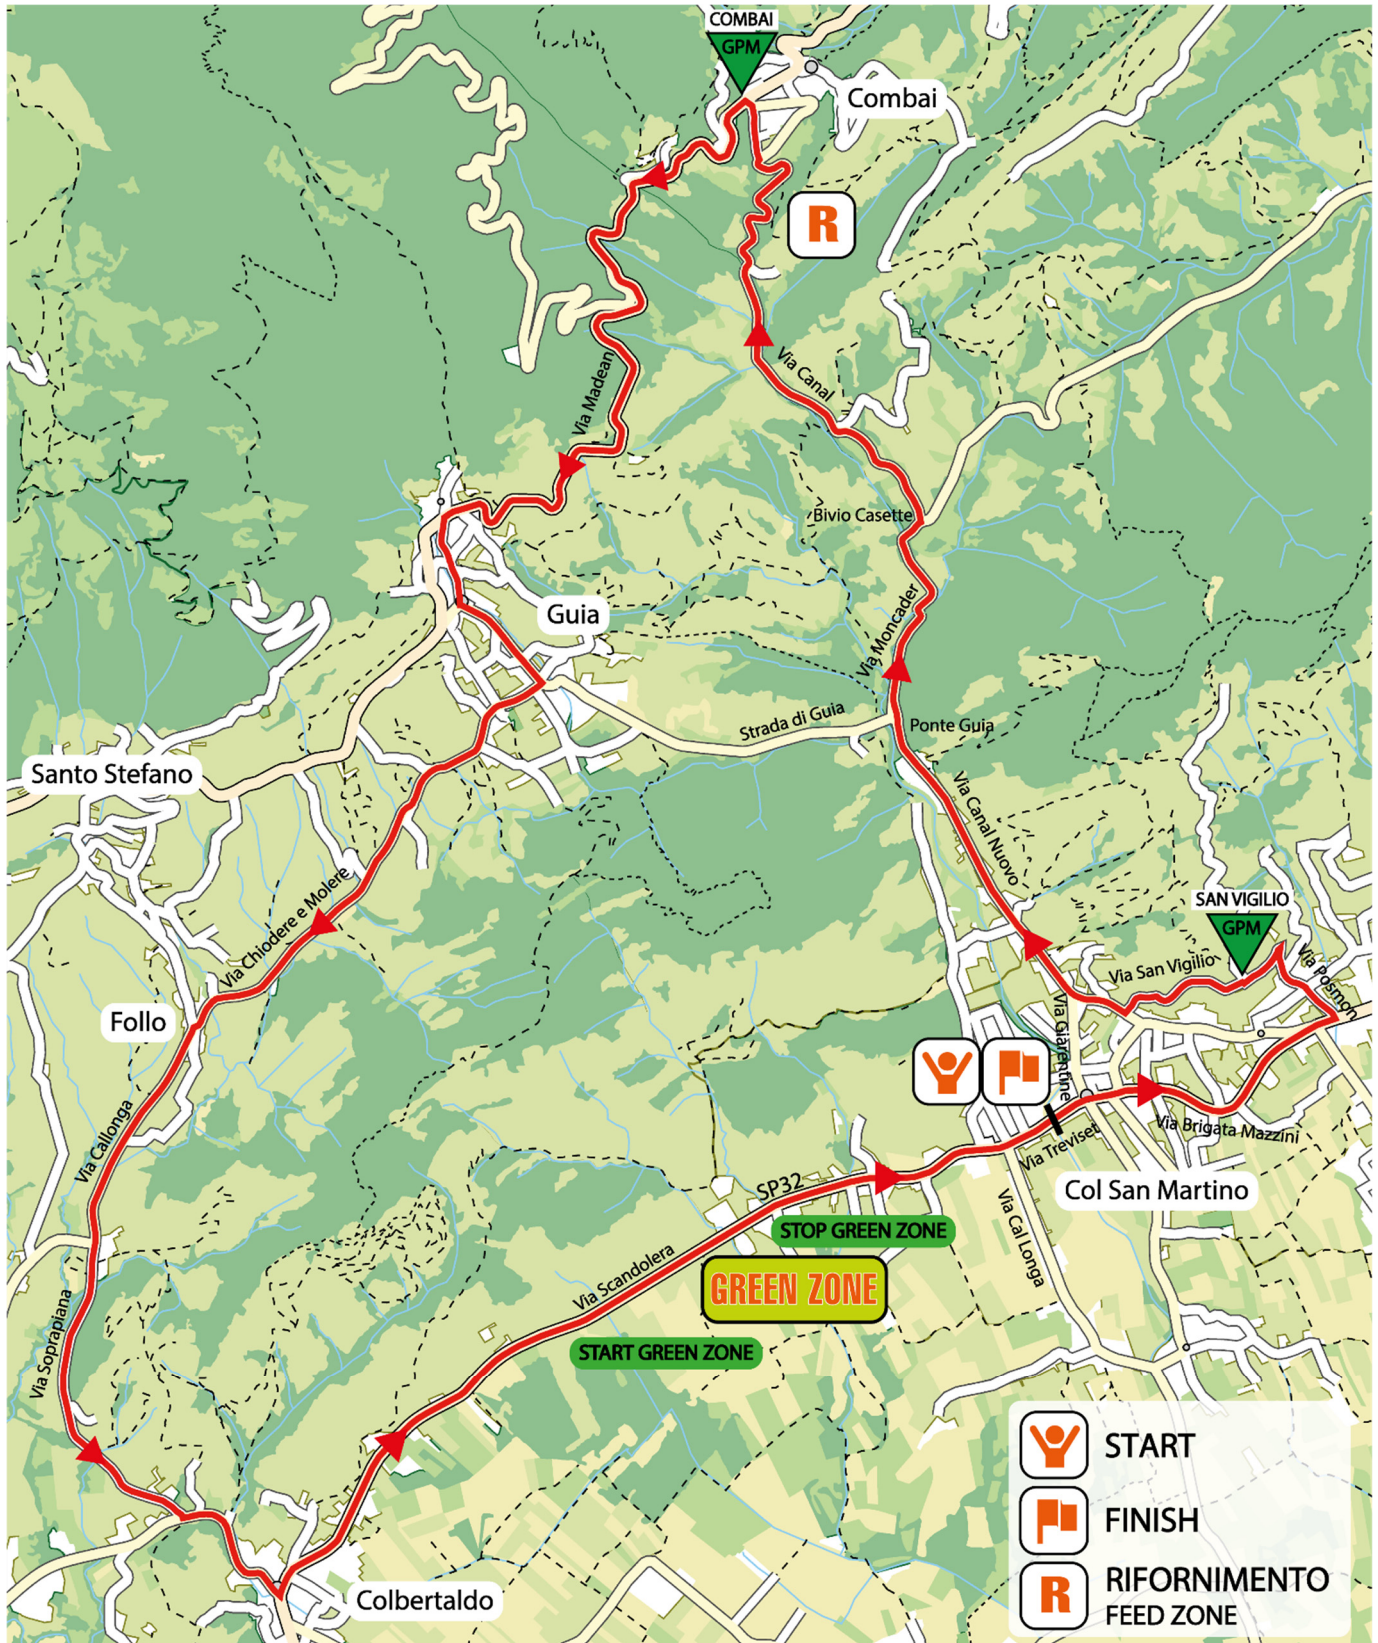 COMBAI
GPM
Combai
R
Via Canal
Via Madean
Bivio Casette
Guia
Via Moncader
Strada di Guia
Ponte Guia
Santo Stefano
Via Canal Nuovo
Via Chiodere e Molere
SAN VIGILIO
GPM
Via San Vigilio
Via Posmon
Follo
Via Giarentine
Via Callonga
Via Brigata Mazzini
Via Treviset
SP32
Col San Martino
Via Cal Longa
STOP GREEN ZONE
Via Scandolera
GREEN ZONE
START GREEN ZONE
Via Soprapiana
START
FINISH
R
RIFORNIMENTO
FEED ZONE
Colbertaldo